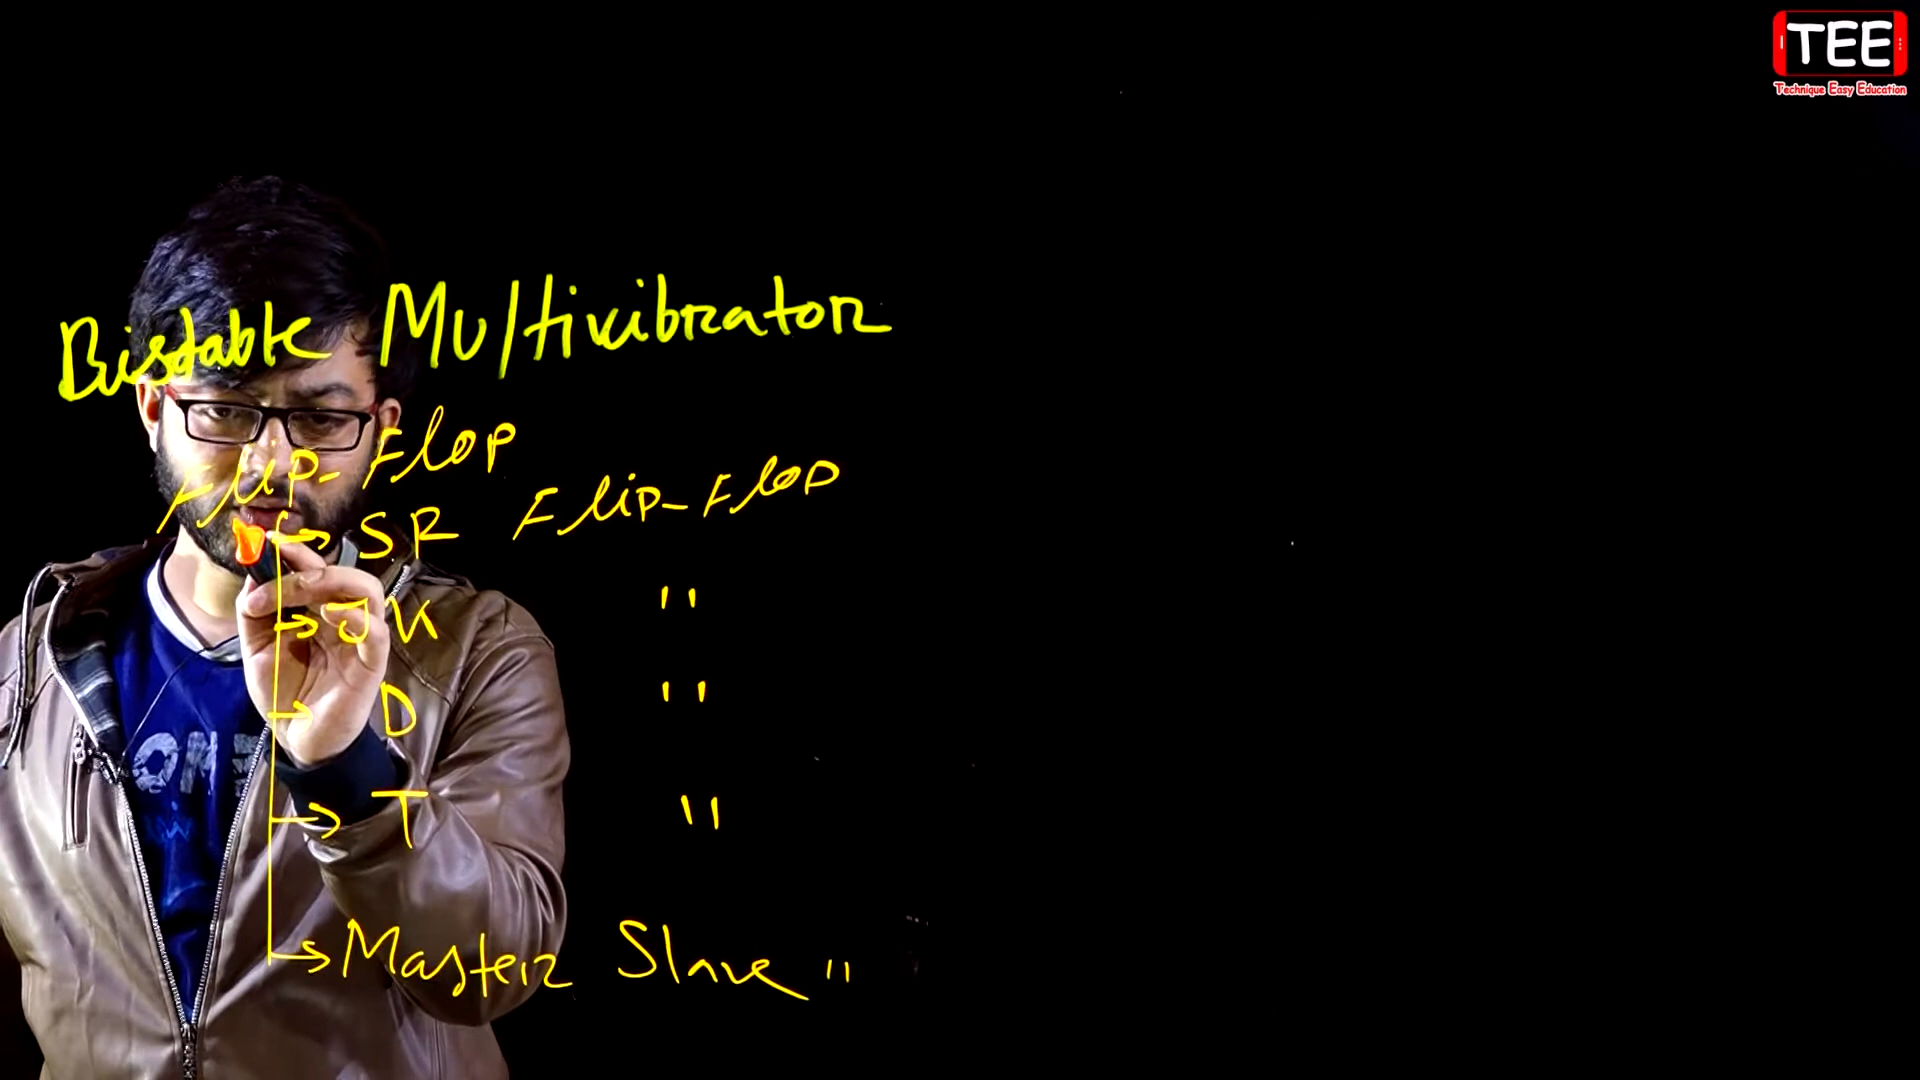 TEE
Technique Easy Education
Bistable Multivibrator
Flip-Flop
SR Flip-Flop
JK "
D "
T "
Master Slave "